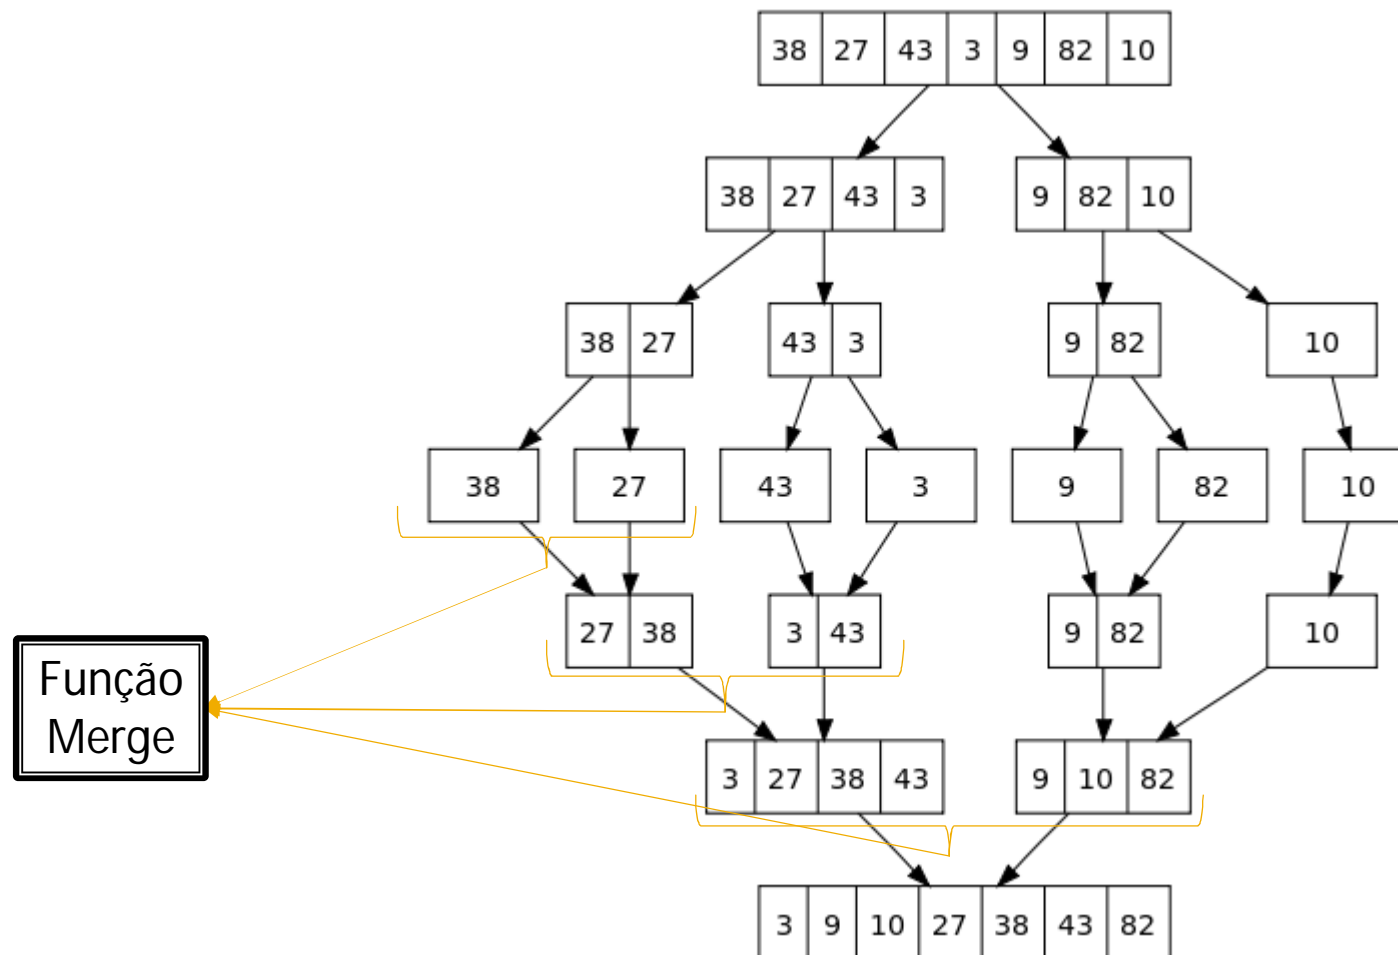 38 27 43 3 9 82 10
38 27 43 3 9 82 10
38 27 43 3 9 82 10
38 27 43 3 9 82 10
27 38 3 43 9 82 10
Função
Merge
3 27 38 43 9 10 82
3 9 10 27 38 43 82